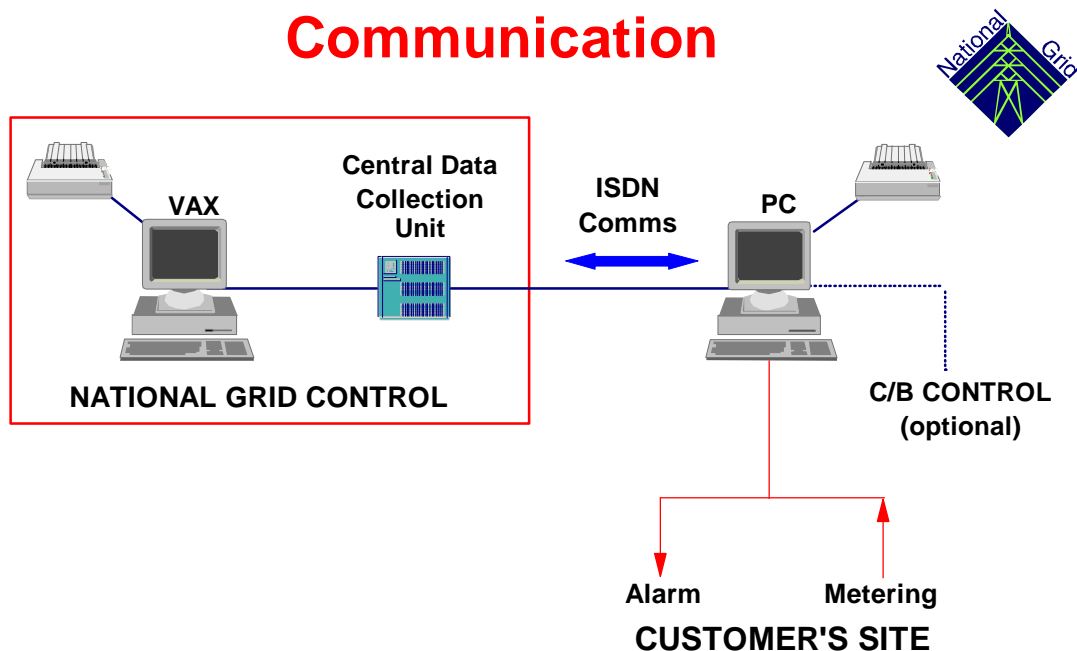 Communication
National Grid
VAX
Central Data
Collection
Unit
ISDN
Comms
PC
NATIONAL GRID CONTROL
C/B CONTROL
(optional)
Alarm
Metering
CUSTOMER'S SITE